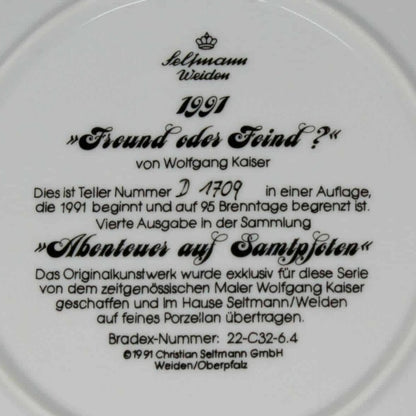 Seltmann
Weiden
1991
»Freund oder Feind?«
von Wolfgang Kaiser
Dies ist Teller Nummer D 1709 in einer Auflage,
die 1991 beginnt und auf 95 Brenntage begrenzt ist.
Vierte Ausgabe in der Sammlung
»Abenteuer auf Samtpfoten«
Das Originalkunstwerk wurde exklusiv für diese Serie
von dem zeitgenössischen Maler Wolfgang Kaiser
geschaffen und im Hause Seltmann/Weiden
auf feines Porzellan übertragen.
Bradex-Nummer: 22-C32-6.4
©1991 Christian Seltmann GmbH
Weiden/Oberpfalz